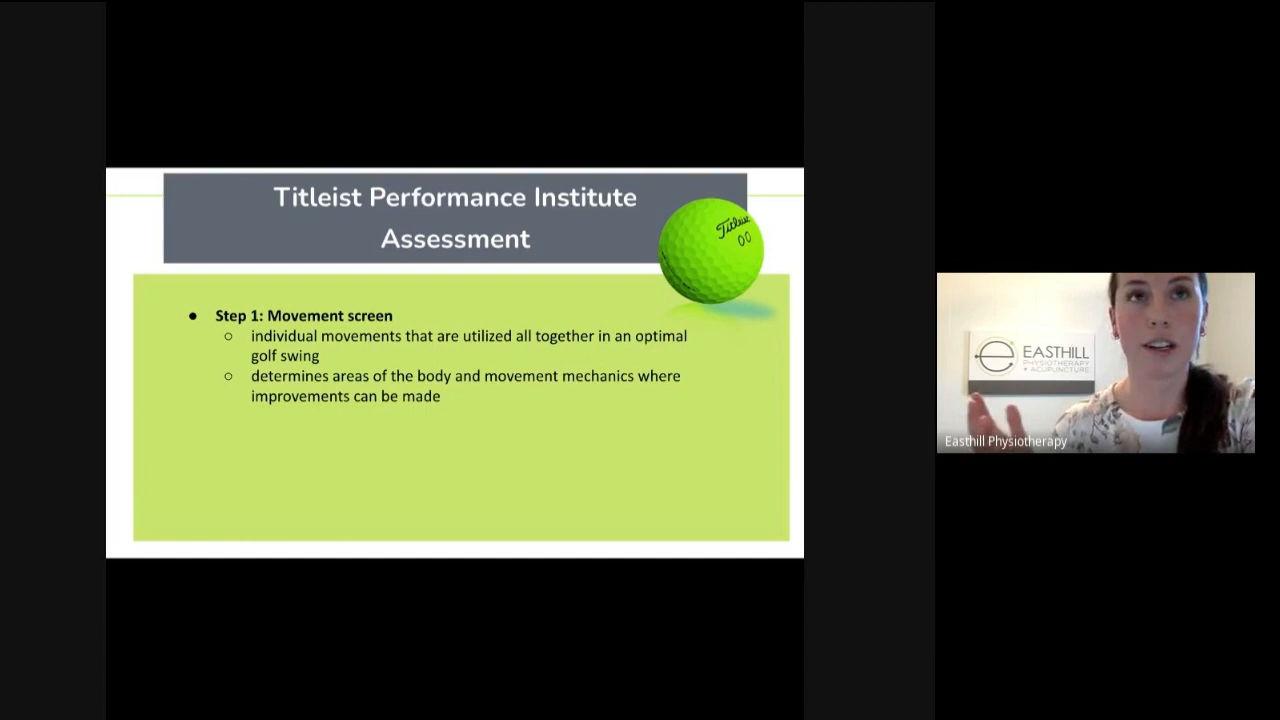 Titleist Performance Institute
Assessment
Titleist
00
● Step 1: Movement screen
○ individual movements that are utilized all together in an optimal
golf swing
○ determines areas of the body and movement mechanics where
improvements can be made
e
EASTHILL
PHYSIOTHERAPY
+ ACUPUNCTURE
Easthill Physiotherapy